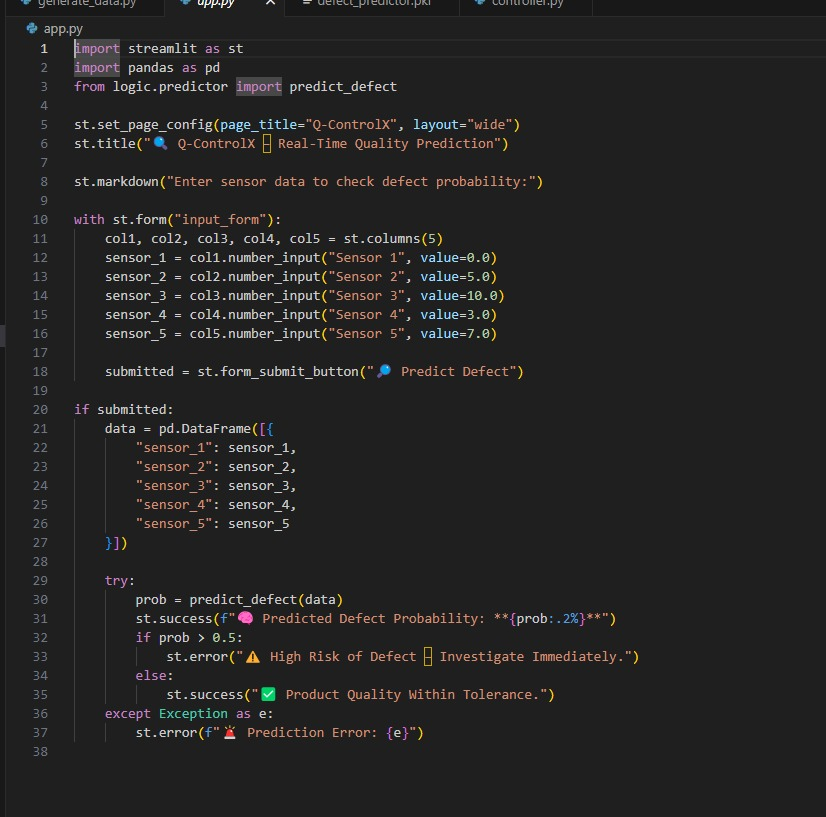 generate_data.py app.py × defect_predictor.pkl controller.py
app.py
1 import streamlit as st
2 import pandas as pd
3 from logic.predictor import predict_defect
4
5 st.set_page_config(page_title="Q-ControlX", layout="wide")
6 st.title("🔍 Q-ControlX – Real-Time Quality Prediction")
7
8 st.markdown("Enter sensor data to check defect probability:")
9
10 with st.form("input_form"):
11     col1, col2, col3, col4, col5 = st.columns(5)
12     sensor_1 = col1.number_input("Sensor 1", value=0.0)
13     sensor_2 = col2.number_input("Sensor 2", value=5.0)
14     sensor_3 = col3.number_input("Sensor 3", value=10.0)
15     sensor_4 = col4.number_input("Sensor 4", value=3.0)
16     sensor_5 = col5.number_input("Sensor 5", value=7.0)
17
18     submitted = st.form_submit_button("🔎 Predict Defect")
19
20 if submitted:
21     data = pd.DataFrame([{
22         "sensor_1": sensor_1,
23         "sensor_2": sensor_2,
24         "sensor_3": sensor_3,
25         "sensor_4": sensor_4,
26         "sensor_5": sensor_5
27     }])
28
29     try:
30         prob = predict_defect(data)
31         st.success(f"🧠 Predicted Defect Probability: **{prob:.2%}**")
32         if prob > 0.5:
33             st.error("⚠️ High Risk of Defect – Investigate Immediately.")
34         else:
35             st.success("✅ Product Quality Within Tolerance.")
36     except Exception as e:
37         st.error(f"🚨 Prediction Error: {e}")
38